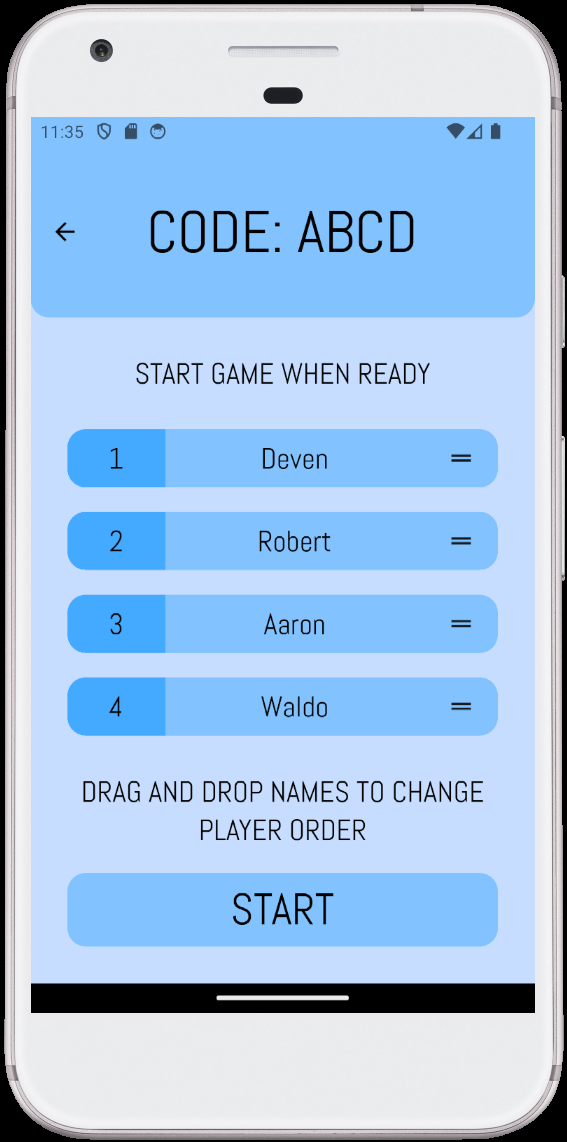 11:35
CODE: ABCD
START GAME WHEN READY
1 Deven
2 Robert
3 Aaron
4 Waldo
DRAG AND DROP NAMES TO CHANGE
PLAYER ORDER
START